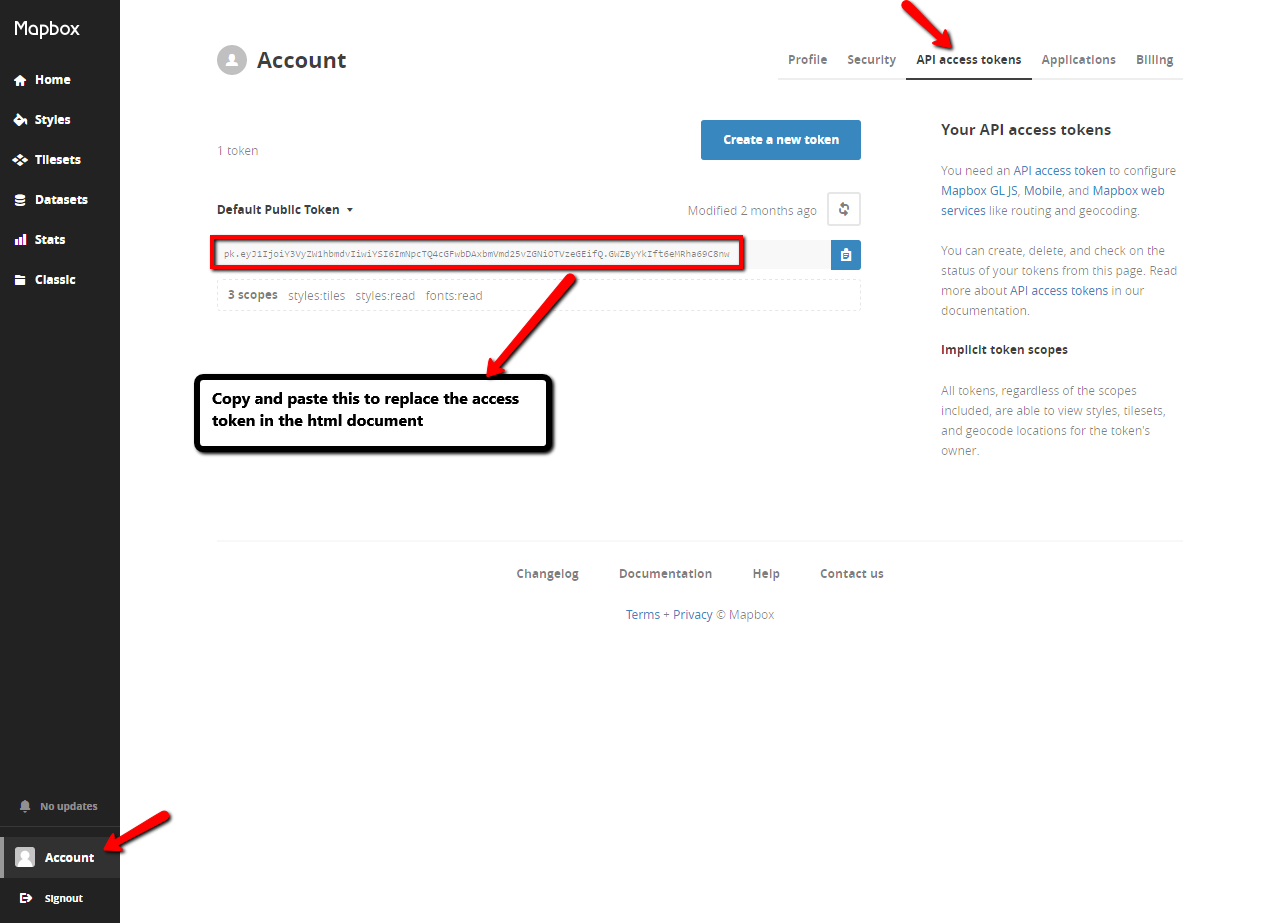 Mapbox
Home
Styles
Tilesets
Datasets
Stats
Classic
No updates
Account
Signout
Account
Profile Security API access tokens Applications Billing
1 token
Create a new token
Default Public Token
Modified 2 months ago
3 scopes styles:tiles styles:read fonts:read
Copy and paste this to replace the access
token in the html document
Your API access tokens
You need an API access token to configure
Mapbox GL JS, Mobile, and Mapbox web
services like routing and geocoding.
You can create, delete, and check on the
status of your tokens from this page. Read
more about API access tokens in our
documentation.
Implicit token scopes
All tokens, regardless of the scopes
included, are able to view styles, tilesets,
and geocode locations for the token's
owner.
Changelog Documentation Help Contact us
Terms + Privacy © Mapbox